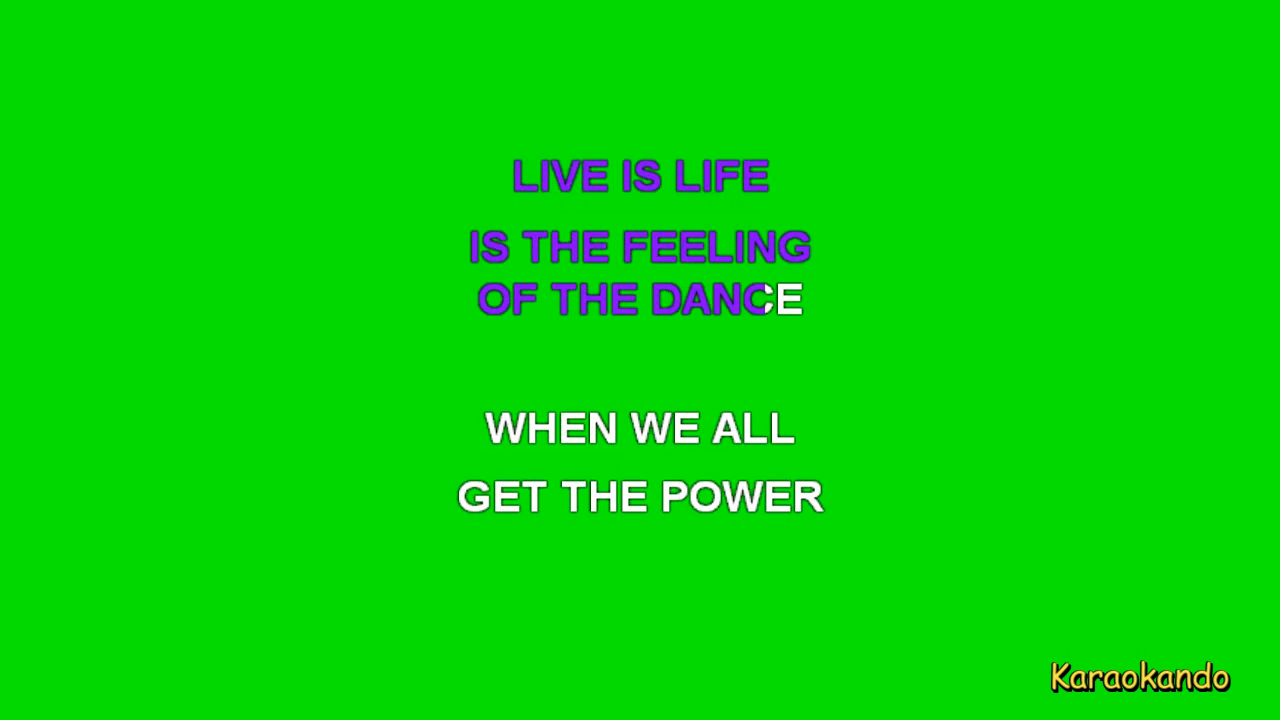 LIVE IS LIFE
IS THE FEELING
OF THE DANCE
WHEN WE ALL
GET THE POWER
Karaokando